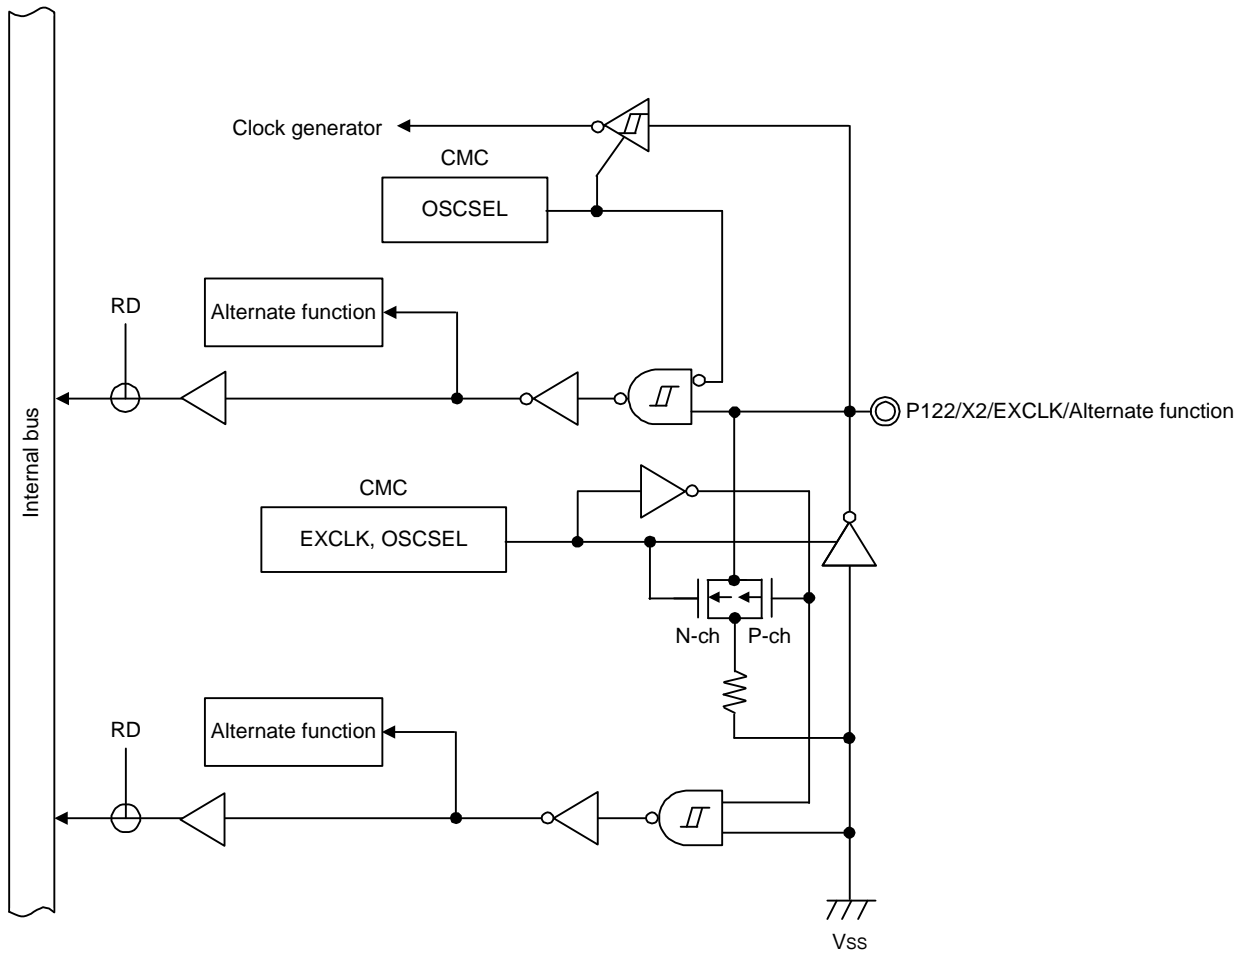 Clock generator
CMC
OSCSEL
RD
Alternate function
P122/X2/EXCLK/Alternate function
Internal bus
CMC
EXCLK, OSCSEL
N-ch
P-ch
RD
Alternate function
VSS